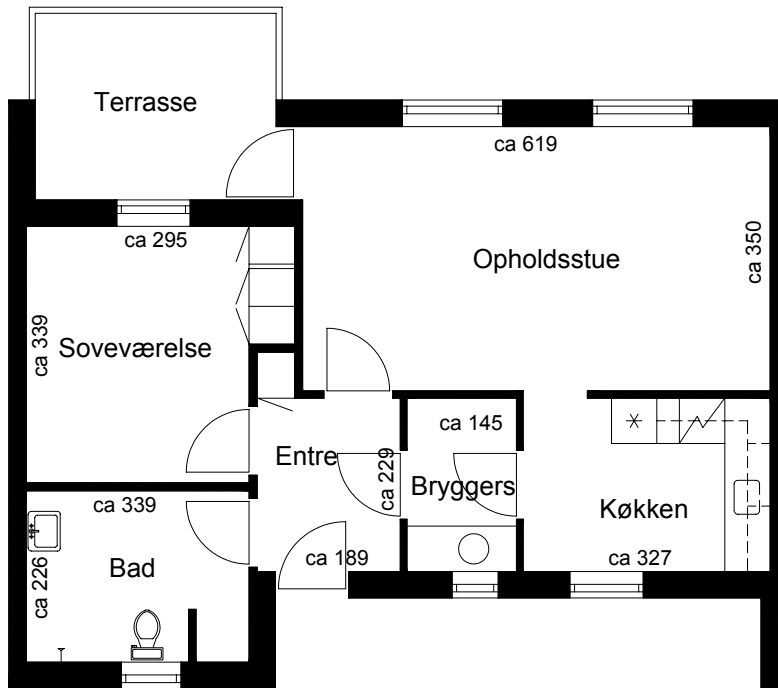 Terrasse
ca 619
ca 295
ca 350
Opholdsstue
ca 339
Soveværelse
ca 145
Entre
ca 229
Bryggers
ca 339
Køkken
ca 226
Bad
ca 189
ca 327